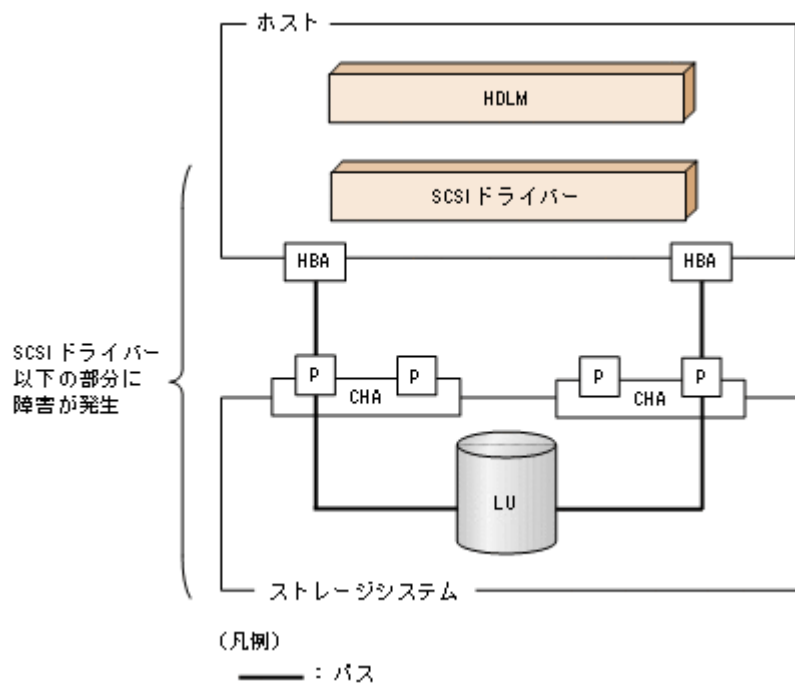 ホスト
HDLM
SCSIドライバー
HBA
HBA
SCSIドライバー
以下の部分に
障害が発生
P
P
CHA
P
P
CHA
LU
ストレージシステム
(凡例)
：パス